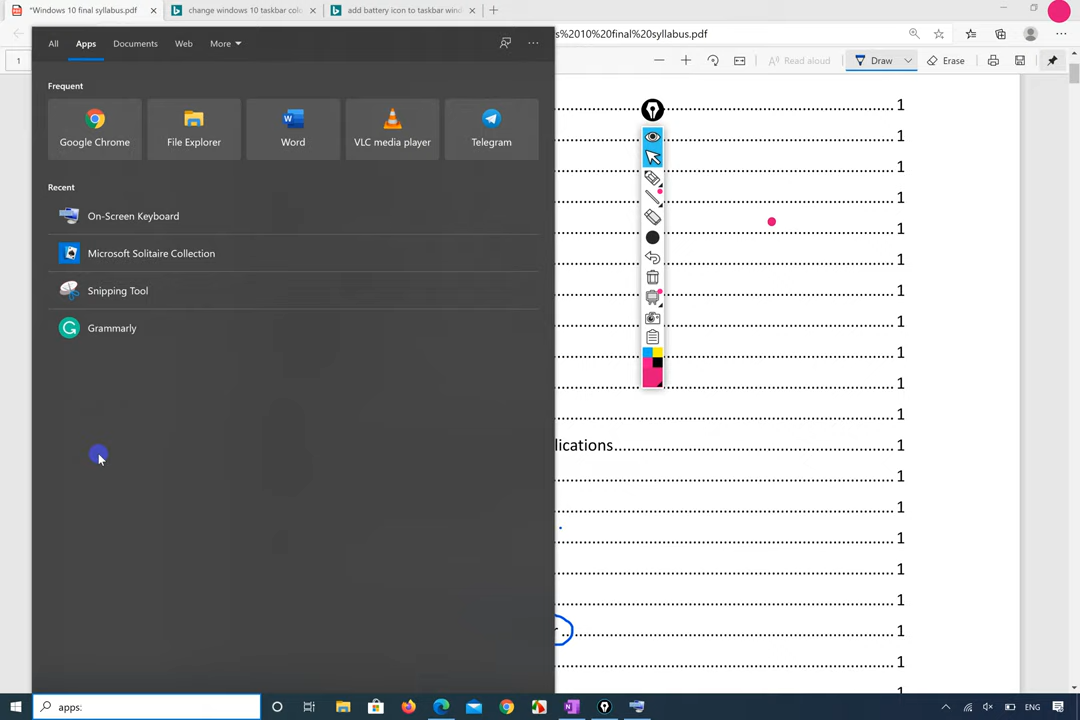 *Windows 10 final syllabus.pdf
change windows 10 taskbar colo
add battery icon to taskbar win
s%2010%20final%20syllabus.pdf
All
Apps
Documents
Web
More
1
Read aloud
Draw
Erase
Frequent
Google Chrome
File Explorer
Word
VLC media player
Telegram
Recent
On-Screen Keyboard
Microsoft Solitaire Collection
Snipping Tool
Grammarly
1
1
1
1
1
1
1
1
1
1
1
lications 1
1
1
1
1
1
1
1
apps:
ENG